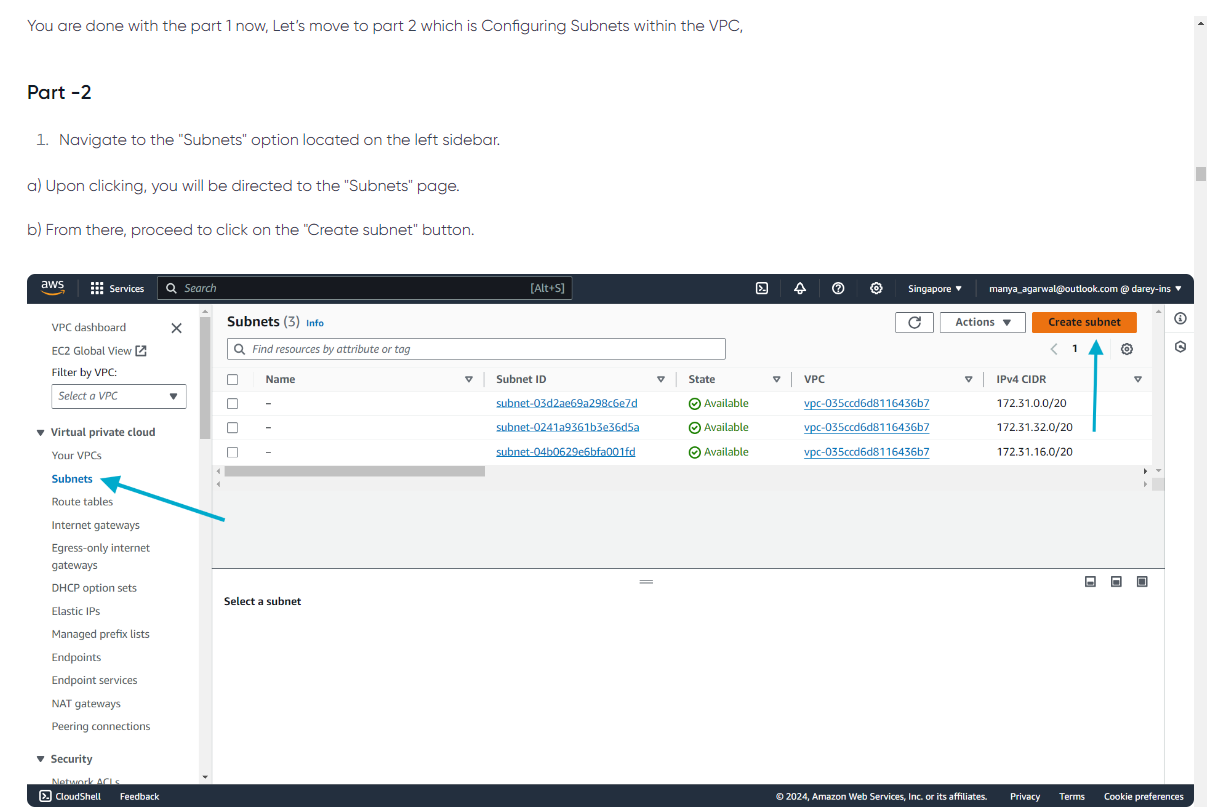 You are done with the part 1 now, Let's move to part 2 which is Configuring Subnets within the VPC,
Part -2
1. Navigate to the "Subnets" option located on the left sidebar.
a) Upon clicking, you will be directed to the "Subnets" page.
b) From there, proceed to click on the "Create subnet" button.
aws Services Search [Alt+S] Singapore ▼ manya_agarwal@outlook.com @ darey-ins ▼
VPC dashboard
EC2 Global View
Filter by VPC:
Select a VPC
Virtual private cloud
Your VPCs
Subnets
Route tables
Internet gateways
Egress-only internet
gateways
DHCP option sets
Elastic IPs
Managed prefix lists
Endpoints
Endpoint services
NAT gateways
Peering connections
Security
Network ACLs
Subnets (3) Info Actions ▼ Create subnet
Find resources by attribute or tag 1
Name Subnet ID State VPC IPv4 CIDR
– subnet-03d2ae69a298c6e7d Available vpc-035ccd6d8116436b7 172.31.0.0/20
– subnet-0241a9361b3e36d5a Available vpc-035ccd6d8116436b7 172.31.32.0/20
– subnet-04b0629e6bfa001fd Available vpc-035ccd6d8116436b7 172.31.16.0/20
Select a subnet
CloudShell Feedback © 2024, Amazon Web Services, Inc. or its affiliates. Privacy Terms Cookie preferences